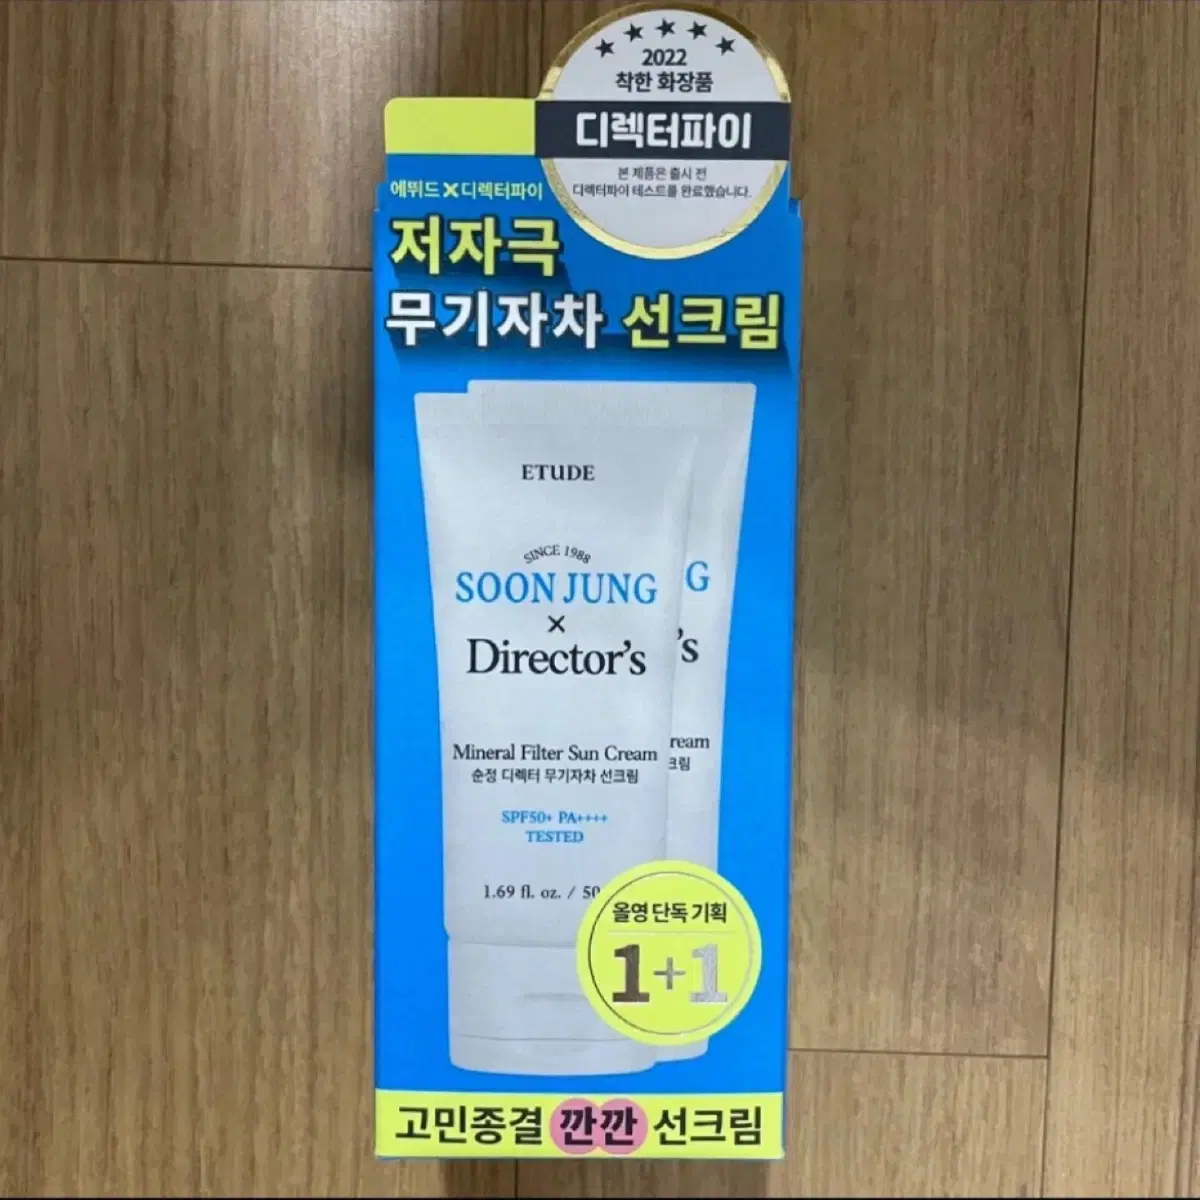 2022
착한 화장품
디렉터파이
본 제품은 출시 전
디렉터파이 테스트를 완료했습니다.
에뛰드×디렉터파이
저자극
무기자차 선크림
ETUDE
SINCE 1988
SOON JUNG
×
Director's
Mineral Filter Sun Cream
순정 디렉터 무기자차 선크림
SPF50+ PA++++
TESTED
1.69 fl. oz. / 50
G
's
ream
크림
올영 단독 기획
1+1
고민종결 깐깐 선크림